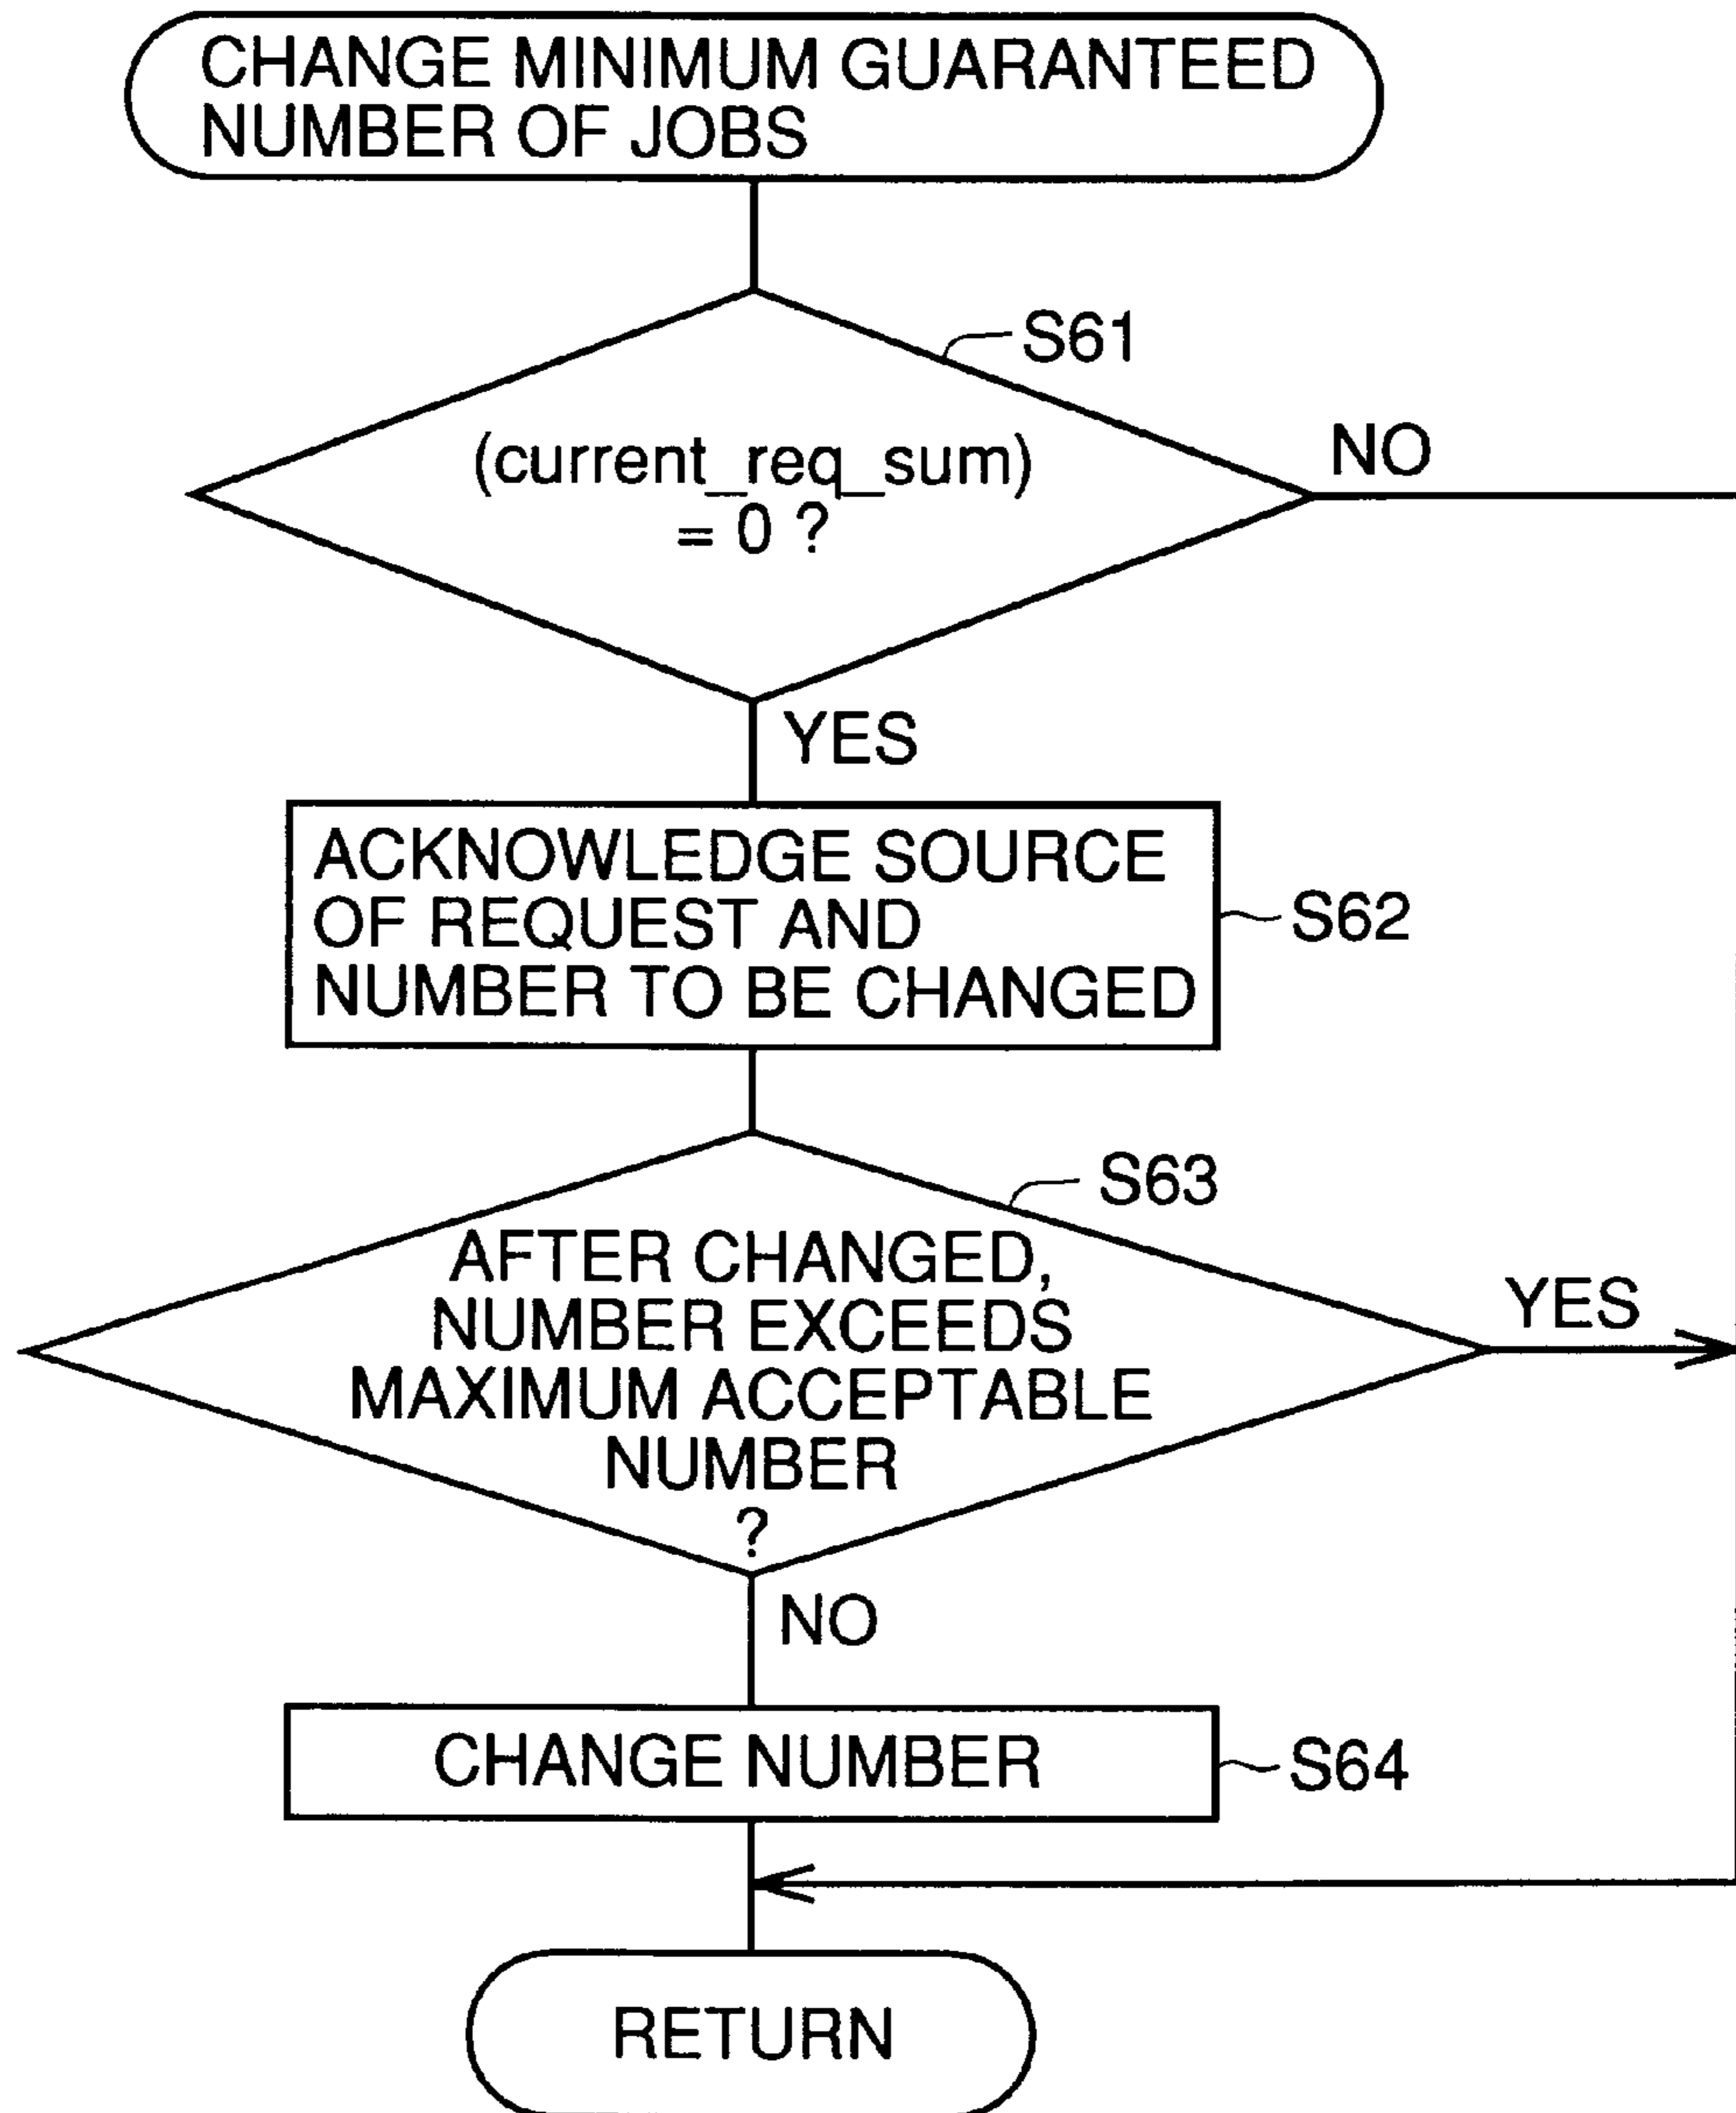 CHANGE MINIMUM GUARANTEED
NUMBER OF JOBS
S61
(current_req_sum)
= 0 ?
NO
YES
ACKNOWLEDGE SOURCE
OF REQUEST AND
NUMBER TO BE CHANGED
S62
S63
AFTER CHANGED,
NUMBER EXCEEDS
MAXIMUM ACCEPTABLE
NUMBER
?
YES
NO
CHANGE NUMBER
S64
RETURN